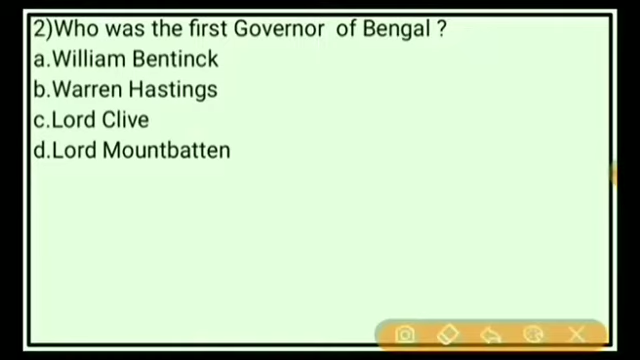 2)Who was the first Governor of Bengal ?
a.William Bentinck
b.Warren Hastings
c.Lord Clive
d.Lord Mountbatten